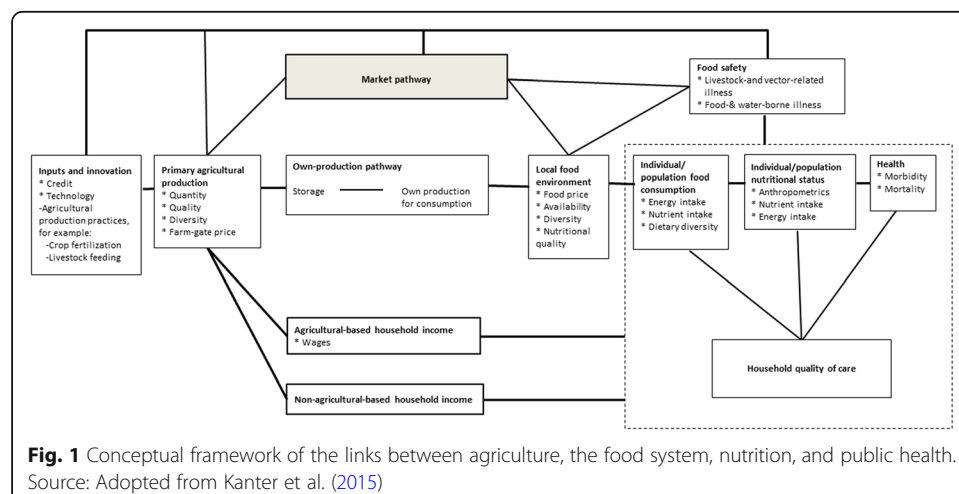 Market pathway
Food safety
* Livestock-and vector-related
illness
* Food-& water-borne illness
Inputs and innovation
* Credit
* Technology
-Agricultural
production practices,
for example:
-Crop fertilization
-Livestock feeding
Primary agricultural
production
* Quantity
* Quality
* Diversity
* Farm-gate price
Own-production pathway
Storage
Own production
for consumption
Local food
environment
* Food price
* Availability
* Diversity
* Nutritional
quality
Individual/
population food
consumption
* Energy intake
* Nutrient intake
* Dietary diversity
Individual/population
nutritional status
* Anthropometrics
* Nutrient intake
* Energy intake
Health
* Morbidity
* Mortality
Agricultural-based household income
* Wages
Non-agricultural-based household income
Household quality of care
Fig. 1 Conceptual framework of the links between agriculture, the food system, nutrition, and public health.
Source: Adopted from Kanter et al. (2015)